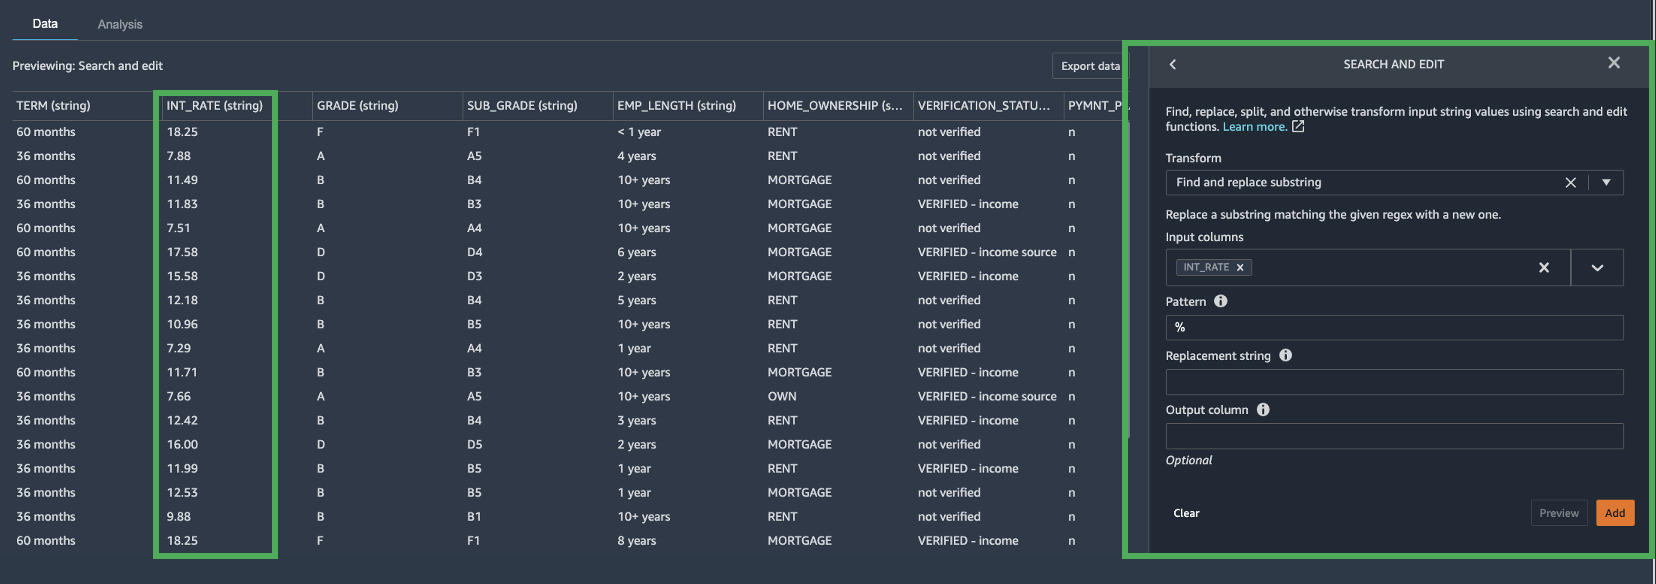 Data Analysis
Previewing: Search and edit
Export data
TERM (string) INT_RATE (string) GRADE (string) SUB_GRADE (string) EMP_LENGTH (string) HOME_OWNERSHIP (s... VERIFICATION_STATU... PYMNT_P
60 months 18.25 F F1 < 1 year RENT not verified n
36 months 7.88 A A5 4 years RENT not verified n
60 months 11.49 B B4 10+ years MORTGAGE not verified n
36 months 11.83 B B3 10+ years MORTGAGE VERIFIED - income n
60 months 7.51 A A4 10+ years MORTGAGE not verified n
60 months 17.58 D D4 6 years MORTGAGE VERIFIED - income source n
36 months 15.58 D D3 2 years MORTGAGE VERIFIED - income n
36 months 12.18 B B4 5 years RENT not verified n
36 months 10.96 B B5 10+ years RENT not verified n
36 months 7.29 A A4 1 year RENT not verified n
60 months 11.71 B B3 10+ years MORTGAGE VERIFIED - income n
36 months 7.66 A A5 10+ years OWN VERIFIED - income source n
36 months 12.42 B B4 3 years RENT VERIFIED - income n
36 months 16.00 D D5 2 years MORTGAGE not verified n
36 months 11.99 B B5 1 year RENT VERIFIED - income n
36 months 12.53 B B5 1 year MORTGAGE not verified n
36 months 9.88 B B1 10+ years RENT not verified n
60 months 18.25 F F1 8 years MORTGAGE VERIFIED - income n
SEARCH AND EDIT
Find, replace, split, and otherwise transform input string values using search and edit
functions. Learn more.
Transform
Find and replace substring
Replace a substring matching the given regex with a new one.
Input columns
INT_RATE
Pattern
%
Replacement string
Output column
Optional
Clear Preview Add